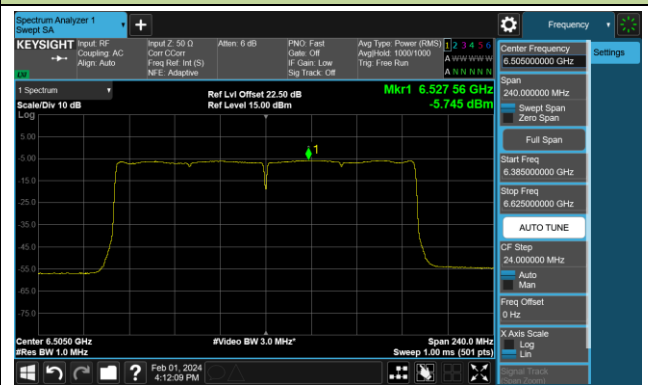 Spectrum Analyzer 1
Swept SA
+
Frequency
KEYSIGHT
Input: RF
Coupling: AC
Align: Auto
Input Z: 50 Ω
Corr CCorr
Freq Ref: Int (S)
NFE: Adaptive
Atten: 6 dB
PNO: Fast
Gate: Off
IF Gain: Low
Sig Track: Off
Avg Type: Power (RMS)
Avg|Hold: 1000/1000
Trig: Free Run
1 2 3 4 5 6
A W W W W W
A N N N N N
LXI
1 Spectrum
Scale/Div 10 dB
Log
Ref Lvl Offset 22.50 dB
Ref Level 15.00 dBm
Mkr1 6.527 56 GHz
-5.745 dBm
1
5.00
-5.00
-15.0
-25.0
-35.0
-45.0
-55.0
-65.0
-75.0
Center 6.5050 GHz
#Res BW 1.0 MHz
#Video BW 3.0 MHz*
Span 240.0 MHz
Sweep 1.00 ms (501 pts)
Feb 01, 2024
4:12:09 PM
?
Center Frequency
6.505000000 GHz
Settings
Span
240.000000 MHz
Swept Span
Zero Span
Full Span
Start Freq
6.385000000 GHz
Stop Freq
6.625000000 GHz
AUTO TUNE
CF Step
24.000000 MHz
Auto
Man
Freq Offset
0 Hz
X Axis Scale
Log
Lin
Signal Track
(Span Zoom)